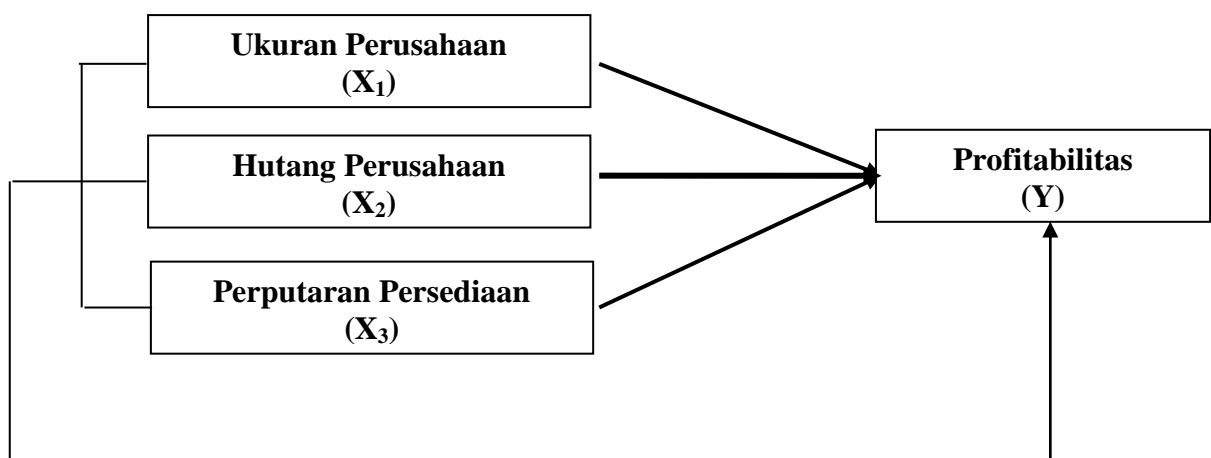 Ukuran Perusahaan
(X₁)
Hutang Perusahaan
(X₂)
Perputaran Persediaan
(X₃)
Profitabilitas
(Y)